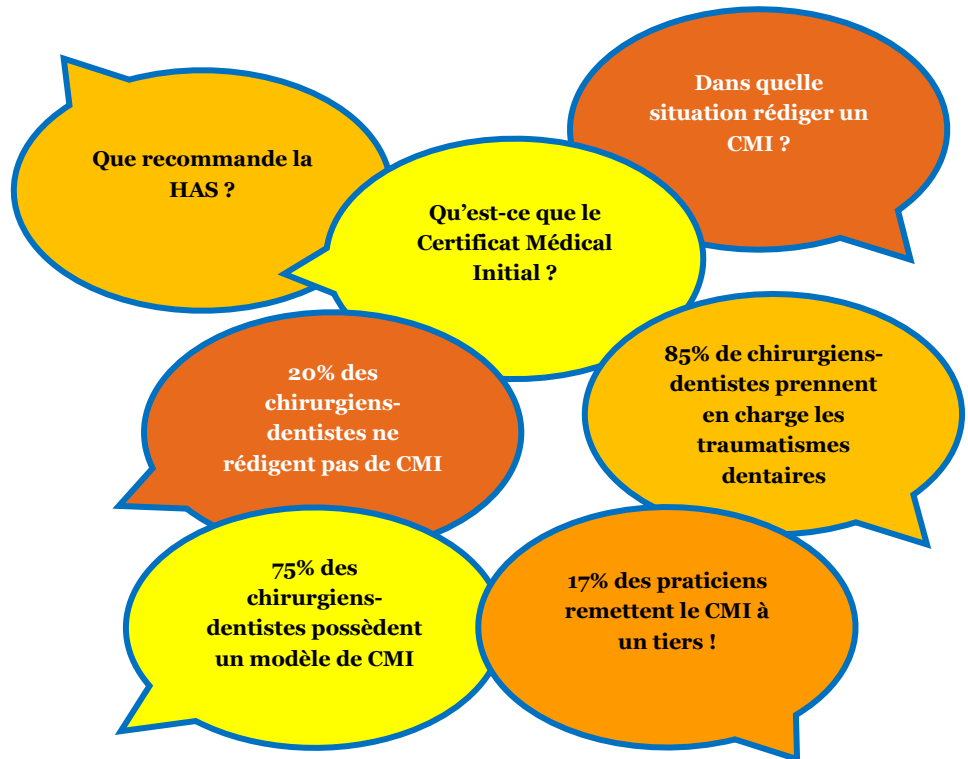 Que recommande la
HAS ?
Dans quelle
situation rédiger un
CMI ?
Qu'est-ce que le
Certificat Médical
Initial ?
20% des
chirurgiens-
dentistes ne
rédigent pas de CMI
85% de chirurgiens-
dentistes prennent
en charge les
traumatismes
dentaires
75% des
chirurgiens-
dentistes possèdent
un modèle de CMI
17% des praticiens
remettent le CMI à
un tiers !